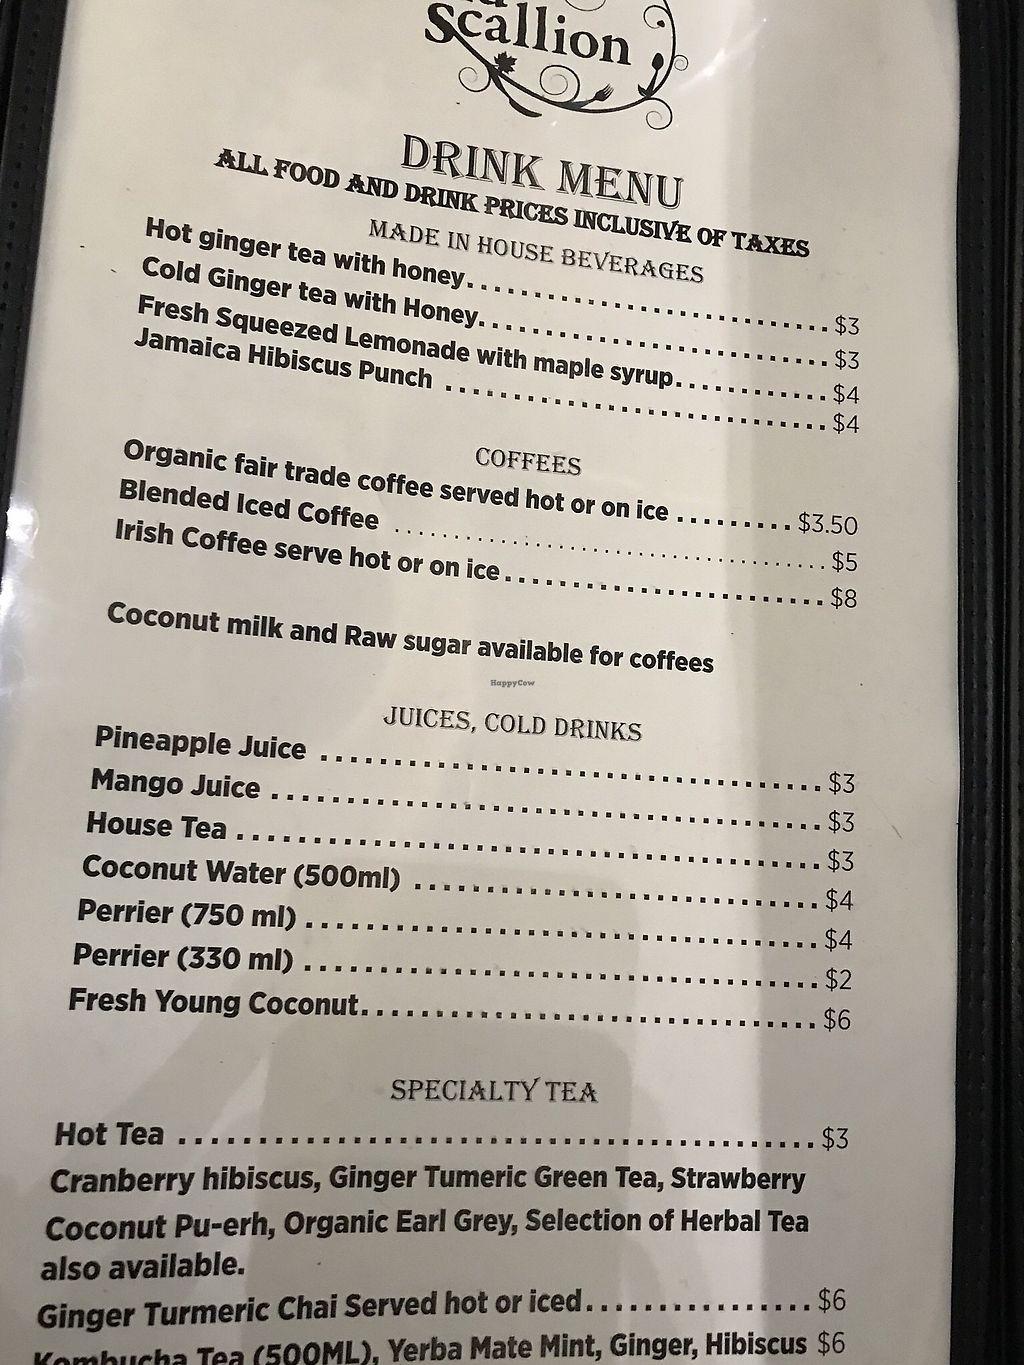 Scallion
DRINK MENU
ALL FOOD AND DRINK PRICES INCLUSIVE OF TAXES
MADE IN HOUSE BEVERAGES
Hot ginger tea with honey. $3
Cold Ginger tea with Honey. $3
Fresh Squeezed Lemonade with maple syrup. $4
Jamaica Hibiscus Punch $4
COFFEES
Organic fair trade coffee served hot or on ice $3.50
Blended Iced Coffee $5
Irish Coffee serve hot or on ice. $8
Coconut milk and Raw sugar available for coffees
HappyCow
JUICES, COLD DRINKS
Pineapple Juice $3
Mango Juice $3
House Tea $3
Coconut Water (500ml) $4
Perrier (750 ml) $4
Perrier (330 ml) $2
Fresh Young Coconut. $6
SPECIALTY TEA
Hot Tea $3
Cranberry hibiscus, Ginger Tumeric Green Tea, Strawberry
Coconut Pu-erh, Organic Earl Grey, Selection of Herbal Tea
also available.
Ginger Turmeric Chai Served hot or iced. $6
Kombucha Tea (500ML), Yerba Mate Mint, Ginger, Hibiscus $6